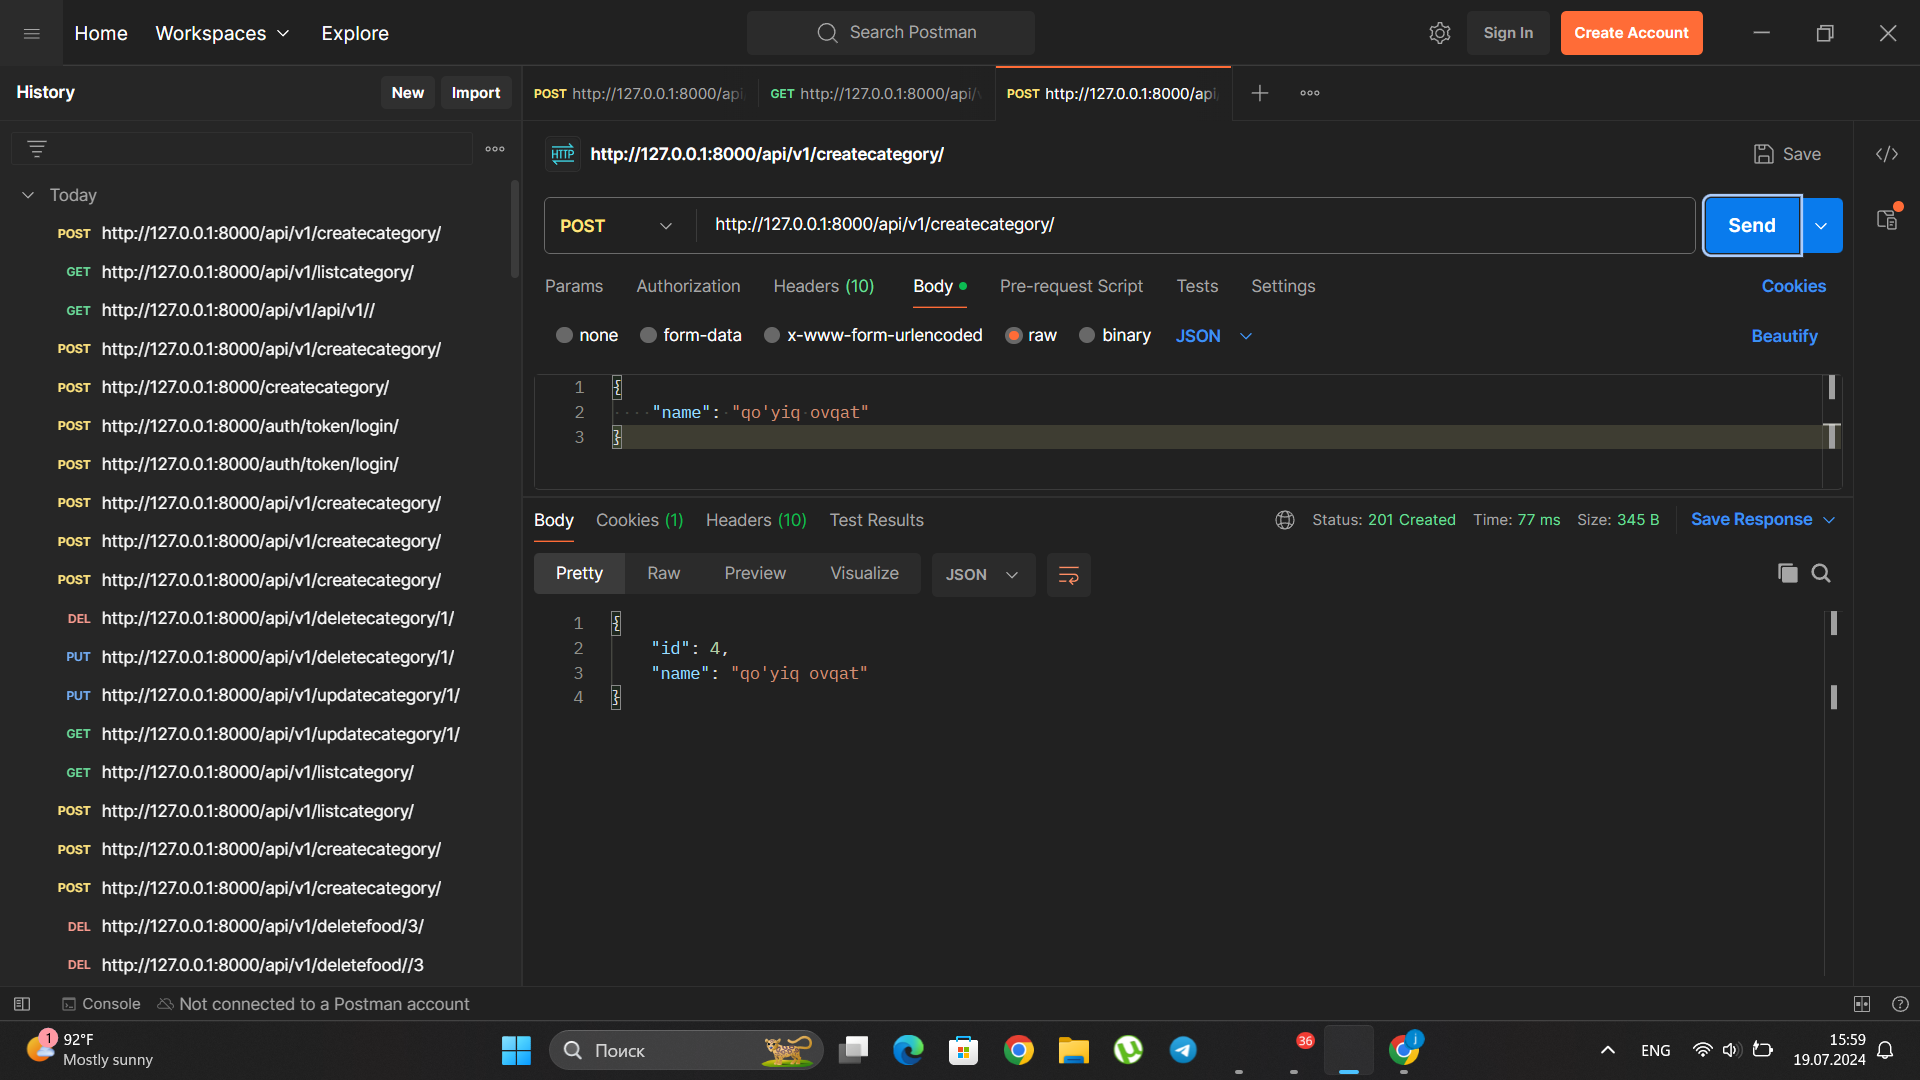 Home
Workspaces
Explore
Search Postman
Sign In
Create Account
History
New
Import
POST http://127.0.0.1:8000/api
GET http://127.0.0.1:8000/api/
POST http://127.0.0.1:8000/api
HTTP
http://127.0.0.1:8000/api/v1/createcategory/
Save
POST
http://127.0.0.1:8000/api/v1/createcategory/
Send
Params
Authorization
Headers (10)
Body
Pre-request Script
Tests
Settings
Cookies
none
form-data
x-www-form-urlencoded
raw
binary
JSON
Beautify
1 {
2 "name": "qo'yiq ovqat"
3 }
Today
POST http://127.0.0.1:8000/api/v1/createcategory/
GET http://127.0.0.1:8000/api/v1/listcategory/
GET http://127.0.0.1:8000/api/v1/api/v1//
POST http://127.0.0.1:8000/api/v1/createcategory/
POST http://127.0.0.1:8000/createcategory/
POST http://127.0.0.1:8000/auth/token/login/
POST http://127.0.0.1:8000/auth/token/login/
POST http://127.0.0.1:8000/api/v1/createcategory/
POST http://127.0.0.1:8000/api/v1/createcategory/
POST http://127.0.0.1:8000/api/v1/createcategory/
DEL http://127.0.0.1:8000/api/v1/deletecategory/1/
PUT http://127.0.0.1:8000/api/v1/deletecategory/1/
PUT http://127.0.0.1:8000/api/v1/updatecategory/1/
GET http://127.0.0.1:8000/api/v1/updatecategory/1/
GET http://127.0.0.1:8000/api/v1/listcategory/
POST http://127.0.0.1:8000/api/v1/listcategory/
POST http://127.0.0.1:8000/api/v1/createcategory/
POST http://127.0.0.1:8000/api/v1/createcategory/
DEL http://127.0.0.1:8000/api/v1/deletefood/3/
DEL http://127.0.0.1:8000/api/v1/deletefood//3
Body
Cookies (1)
Headers (10)
Test Results
Status: 201 Created
Time: 77 ms
Size: 345 B
Save Response
Pretty
Raw
Preview
Visualize
JSON
1 {
2 "id": 4,
3 "name": "qo'yiq ovqat"
4 }
Console
Not connected to a Postman account
1
92°F
Mostly sunny
Поиск
36
j
ENG
15:59
19.07.2024